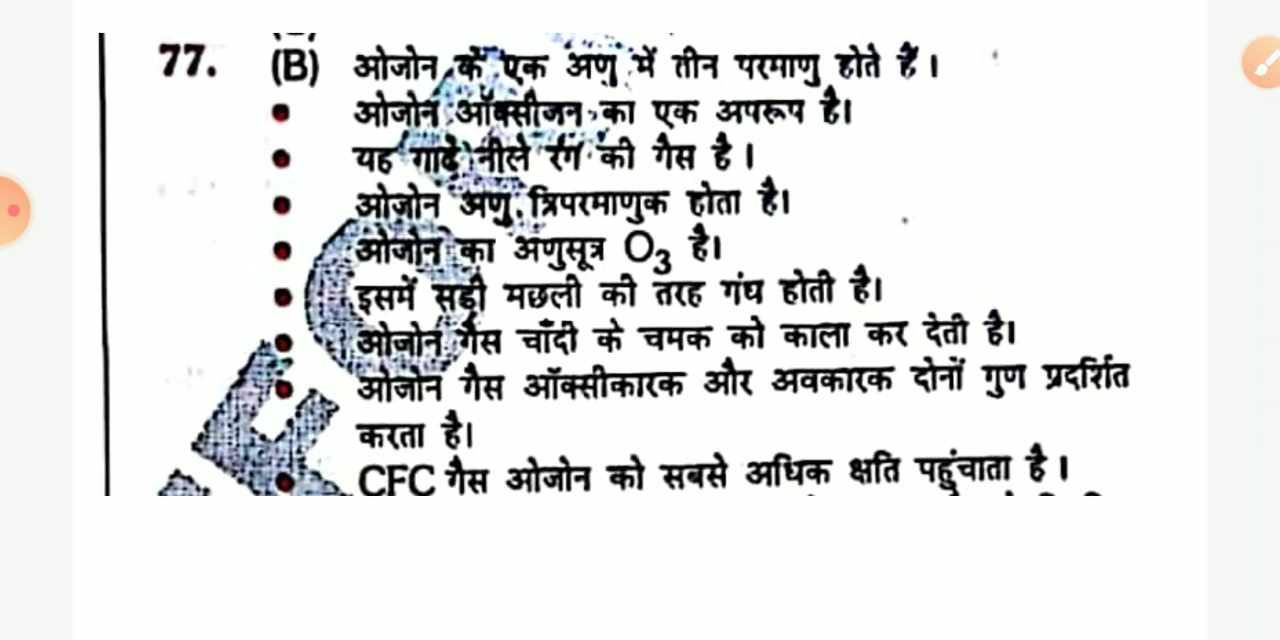 77. (B) ओजोन के एक अणु में तीन परमाणु होते हैं ।
• ओजोन ऑक्सीजन का एक अपरूप है।
• यह गाढ़े नीले रंग की गैस है ।
• ओजोन अणु त्रिपरमाणुक होता है।
• ओजोन का अणुसूत्र O₃ है।
• इसमें सड़ी मछली की तरह गंध होती है।
• ओजोन गैस चाँदी के चमक को काला कर देती है।
• ओजोन गैस ऑक्सीकारक और अवकारक दोनों गुण प्रदर्शित
करता है।
• CFC गैस ओजोन को सबसे अधिक क्षति पहुंचाता है ।